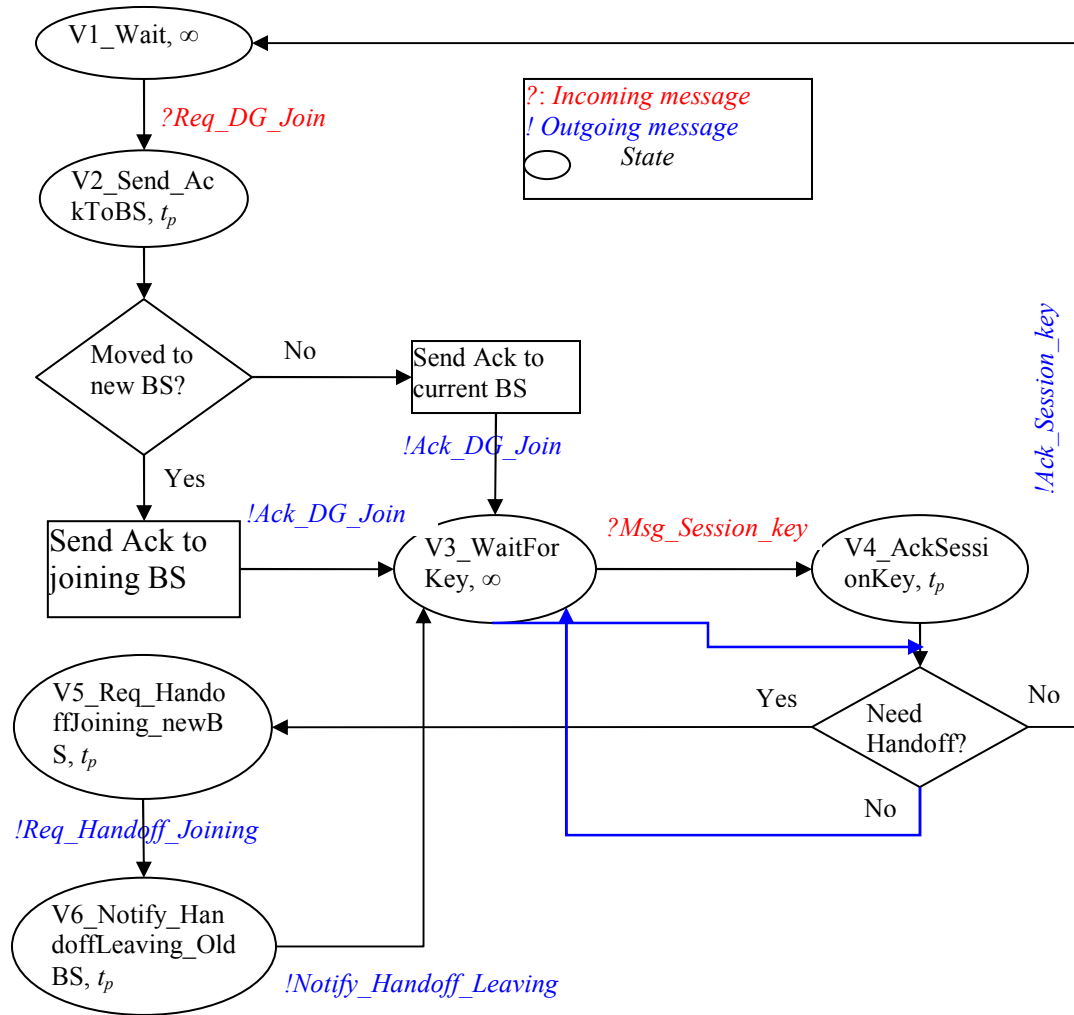 V1_Wait, ∞
?Req_DG_Join
?: Incoming message
! Outgoing message
State
V2_Send_Ac
kToBS, tp
Moved to
new BS?
No
Send Ack to
current BS
!Ack_DG_Join
!Ack_Session_key
Yes
Send Ack to
joining BS
!Ack_DG_Join
V3_WaitFor
Key, ∞
?Msg_Session_key
V4_AckSessi
onKey, tp
V5_Req_Hando
ffJoining_newB
S, tp
Yes
Need
Handoff?
No
No
!Req_Handoff_Joining
V6_Notify_Han
doffLeaving_Old
BS, tp
!Notify_Handoff_Leaving